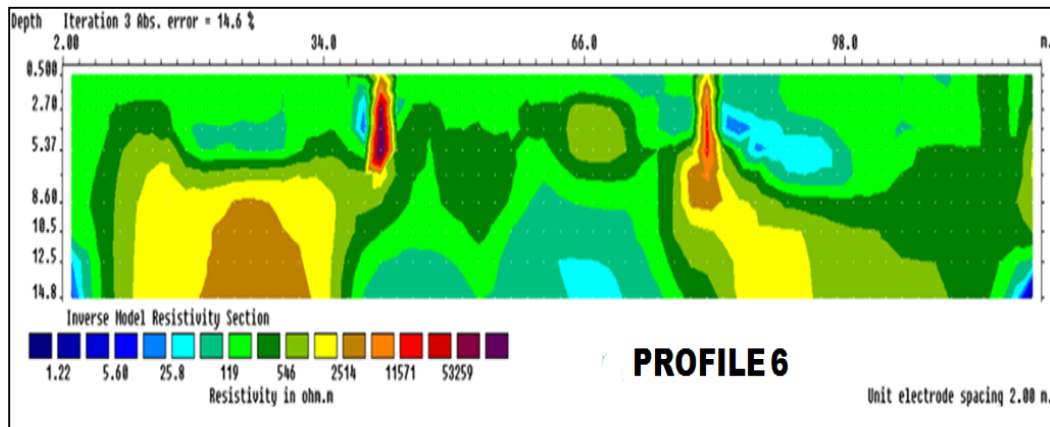 Depth Iteration 3 Abs. error = 14.6 %
2.00 34.0 66.0 98.0 m.
0.500
2.78
5.37
8.60
10.5
12.5
14.8
Inverse Model Resistivity Section
1.22 5.60 25.8 119 546 2514 11571 53259
Resistivity in ohm.m
PROFILE 6
Unit electrode spacing 2.00 m.